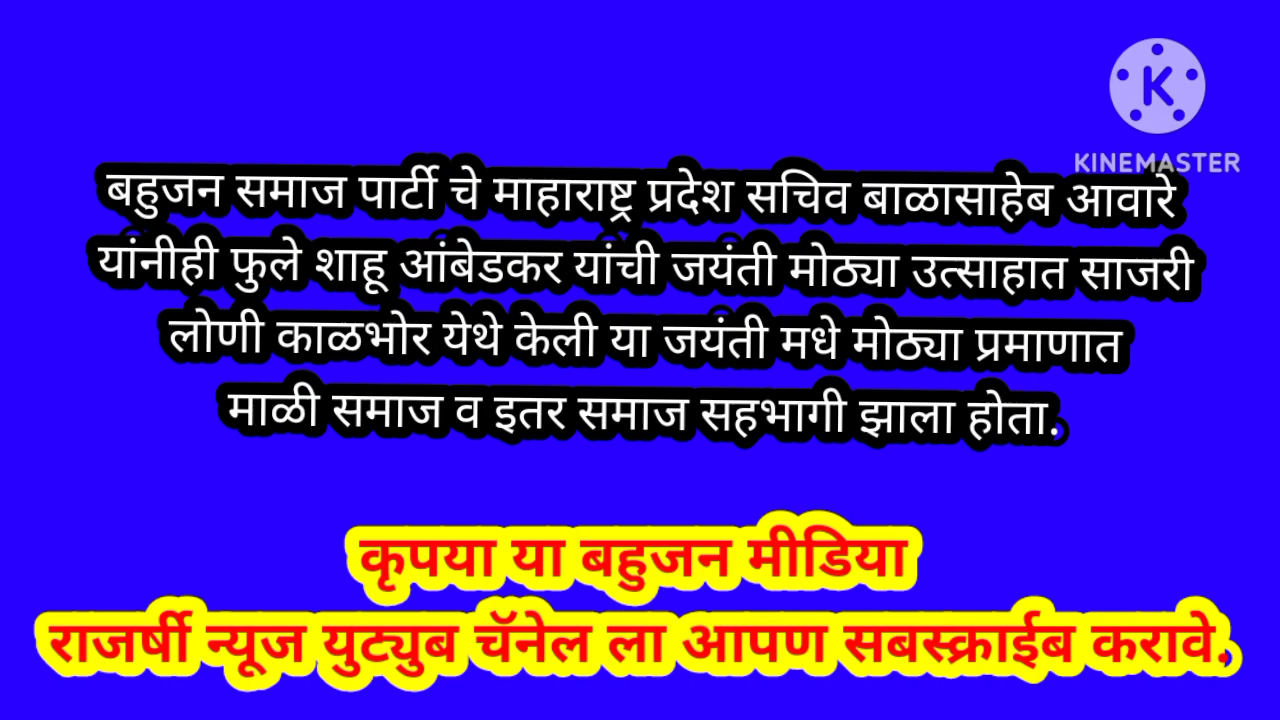 K
KINEMASTER
बहुजन समाज पार्टी चे माहाराष्ट्र प्रदेश सचिव बाळासाहेब आवारे
यांनीही फुले शाहू आंबेडकर यांची जयंती मोठ्या उत्साहात साजरी
लोणी काळभोर येथे केली या जयंती मधे मोठ्या प्रमाणात
माळी समाज व इतर समाज सहभागी झाला होता.
कृपया या बहुजन मीडिया
राजर्षी न्यूज युट्युब चॅनेल ला आपण सबस्क्राईब करावे.